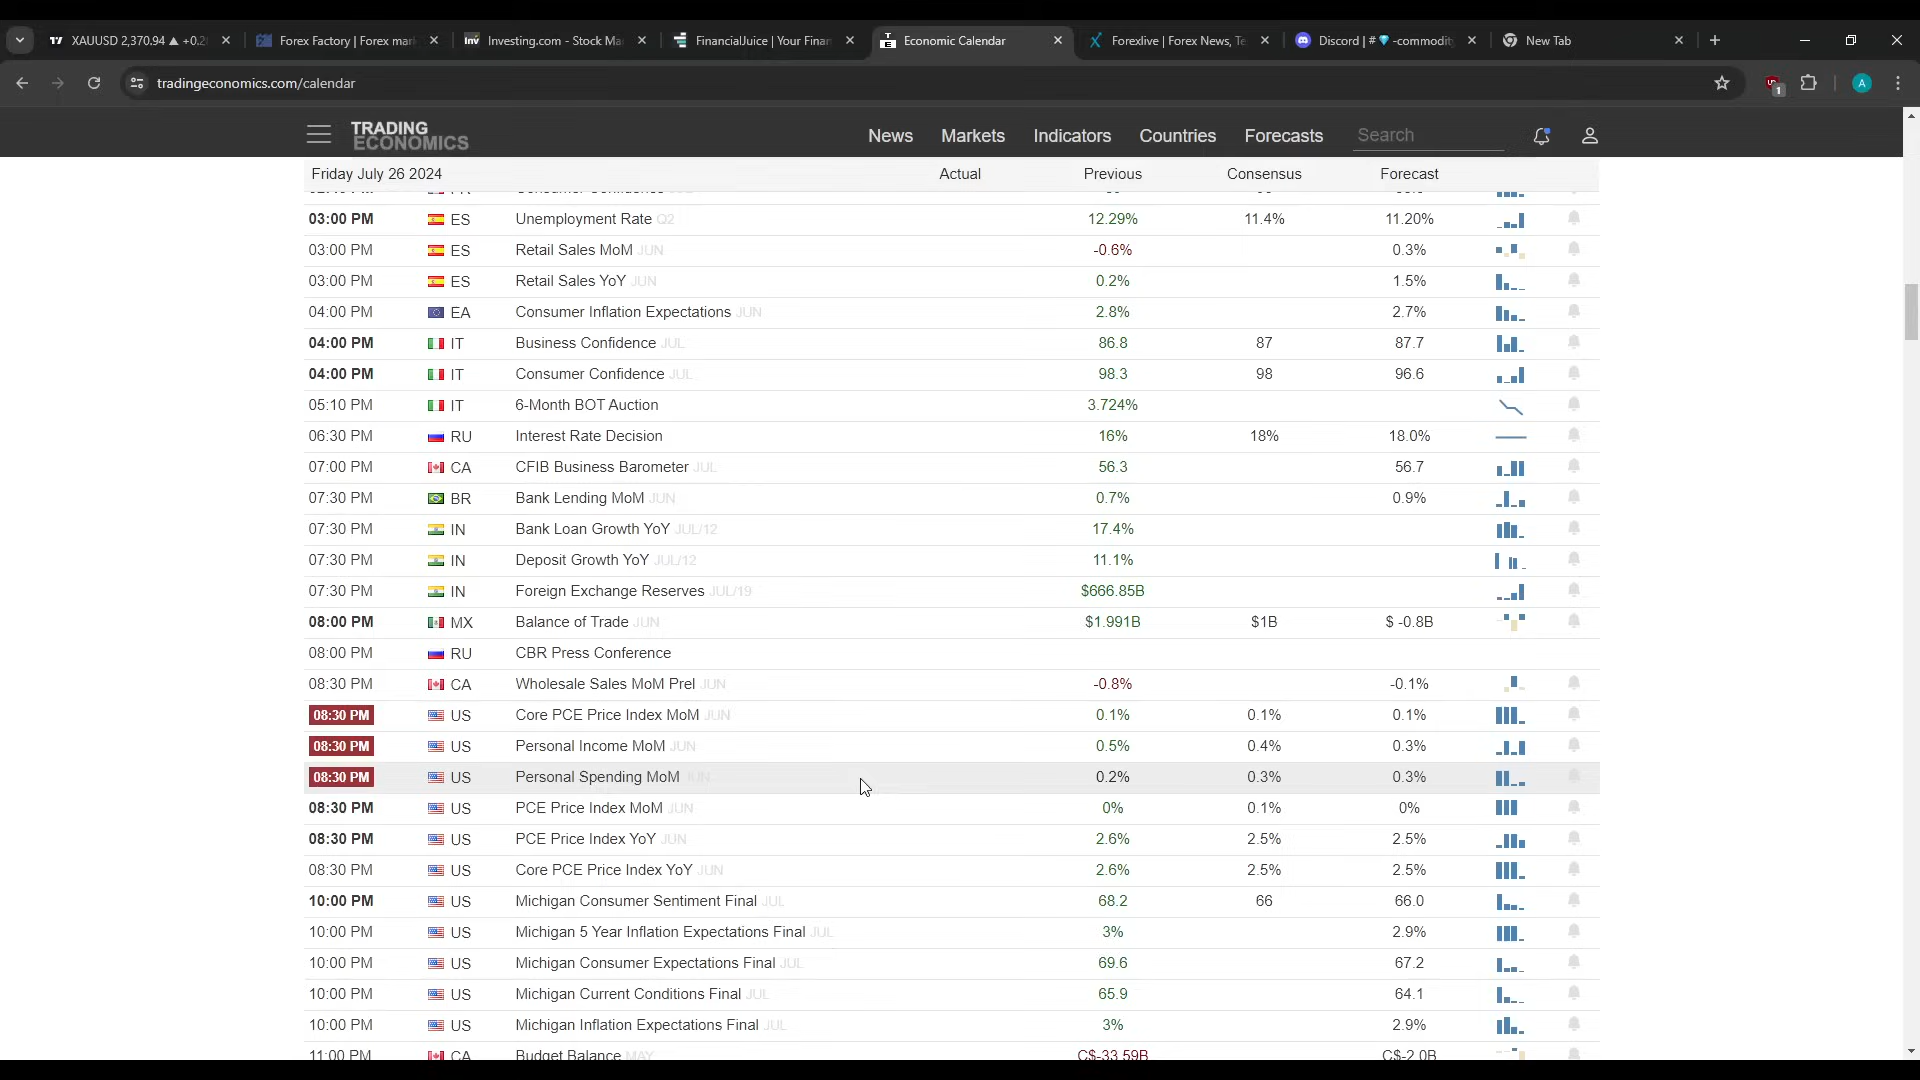 XAUUSD 2,370.94 ▲ +0.2
Forex Factory | Forex mar
Investing.com - Stock Ma
FinancialJuice | Your Finan
Economic Calendar
Forexlive | Forex News, Te
Discord | # -commodit
New Tab
tradingeconomics.com/calendar
1
A
TRADING ECONOMICS
News Markets Indicators Countries Forecasts Search
Friday July 26 2024 Actual Previous Consensus Forecast
03:00 PM ES Unemployment Rate Q2 12.29% 11.4% 11.20%
03:00 PM ES Retail Sales MoM JUN -0.6% 0.3%
03:00 PM ES Retail Sales YoY JUN 0.2% 1.5%
04:00 PM EA Consumer Inflation Expectations JUN 2.8% 2.7%
04:00 PM IT Business Confidence JUL 86.8 87 87.7
04:00 PM IT Consumer Confidence JUL 98.3 98 96.6
05:10 PM IT 6-Month BOT Auction 3.724%
06:30 PM RU Interest Rate Decision 16% 18% 18.0%
07:00 PM CA CFIB Business Barometer JUL 56.3 56.7
07:30 PM BR Bank Lending MoM JUN 0.7% 0.9%
07:30 PM IN Bank Loan Growth YoY JUL/12 17.4%
07:30 PM IN Deposit Growth YoY JUL/12 11.1%
07:30 PM IN Foreign Exchange Reserves JUL/19 $666.85B
08:00 PM MX Balance of Trade JUN $1.991B $1B $ -0.8B
08:00 PM RU CBR Press Conference
08:30 PM CA Wholesale Sales MoM Prel JUN -0.8% -0.1%
08:30 PM US Core PCE Price Index MoM JUN 0.1% 0.1% 0.1%
08:30 PM US Personal Income MoM JUN 0.5% 0.4% 0.3%
08:30 PM US Personal Spending MoM JUN 0.2% 0.3% 0.3%
08:30 PM US PCE Price Index MoM JUN 0% 0.1% 0%
08:30 PM US PCE Price Index YoY JUN 2.6% 2.5% 2.5%
08:30 PM US Core PCE Price Index YoY JUN 2.6% 2.5% 2.5%
10:00 PM US Michigan Consumer Sentiment Final JUL 68.2 66 66.0
10:00 PM US Michigan 5 Year Inflation Expectations Final JUL 3% 2.9%
10:00 PM US Michigan Consumer Expectations Final JUL 69.6 67.2
10:00 PM US Michigan Current Conditions Final JUL 65.9 64.1
10:00 PM US Michigan Inflation Expectations Final JUL 3% 2.9%
11:00 PM CA Budget Balance MAY C$-33.59B C$-2.0B